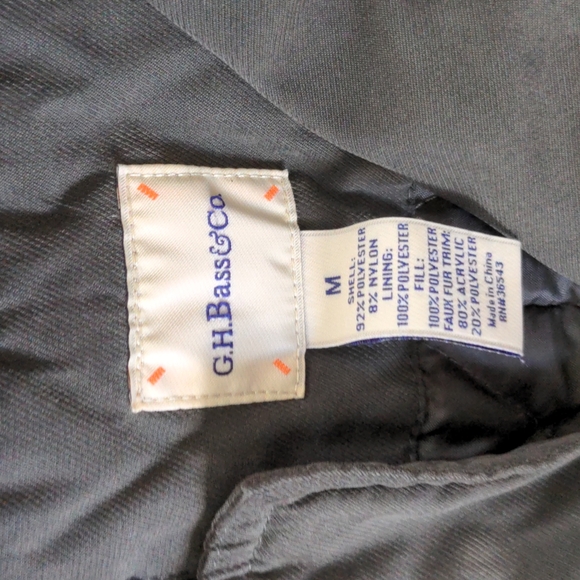 G.H.Bass&Co.
M
SHELL:
92%POLYESTER
8% NYLON
LINING:
100%POLYESTER
FILL:
100%POLYESTER
FAUX FUR TRIM:
80% ACRYLIC
20% POLYESTER
Made in China
RN#36543